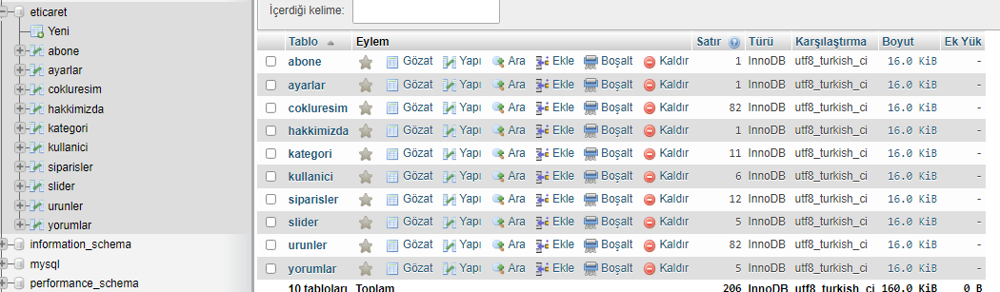 eticaret
Yeni
abone
ayarlar
cokluresim
hakkimizda
kategori
kullanici
siparisler
slider
urunler
yorumlar
information_schema
mysql
performance_schema
İçerdiği kelime:
Tablo Eylem Satır Türü Karşılaştırma Boyut Ek Yük
abone Gözat Yapı Ara Ekle Boşalt Kaldır 1 InnoDB utf8_turkish_ci 16.0 KiB -
ayarlar Gözat Yapı Ara Ekle Boşalt Kaldır 1 InnoDB utf8_turkish_ci 16.0 KiB -
cokluresim Gözat Yapı Ara Ekle Boşalt Kaldır 82 InnoDB utf8_turkish_ci 16.0 KiB -
hakkimizda Gözat Yapı Ara Ekle Boşalt Kaldır 1 InnoDB utf8_turkish_ci 16.0 KiB -
kategori Gözat Yapı Ara Ekle Boşalt Kaldır 11 InnoDB utf8_turkish_ci 16.0 KiB -
kullanici Gözat Yapı Ara Ekle Boşalt Kaldır 6 InnoDB utf8_turkish_ci 16.0 KiB -
siparisler Gözat Yapı Ara Ekle Boşalt Kaldır 12 InnoDB utf8_turkish_ci 16.0 KiB -
slider Gözat Yapı Ara Ekle Boşalt Kaldır 5 InnoDB utf8_turkish_ci 16.0 KiB -
urunler Gözat Yapı Ara Ekle Boşalt Kaldır 82 InnoDB utf8_turkish_ci 16.0 KiB -
yorumlar Gözat Yapı Ara Ekle Boşalt Kaldır 5 InnoDB utf8_turkish_ci 16.0 KiB -
10 tabloları Toplam 206 InnoDB utf8_turkish_ci 160.0 KiB 0 B